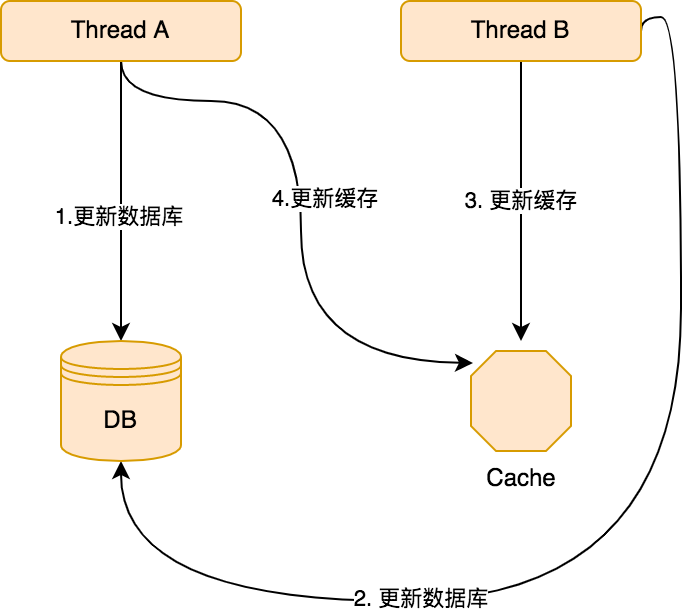 Thread A
Thread B
4.更新缓存
3. 更新缓存
1.更新数据库
DB
Cache
2. 更新数据库